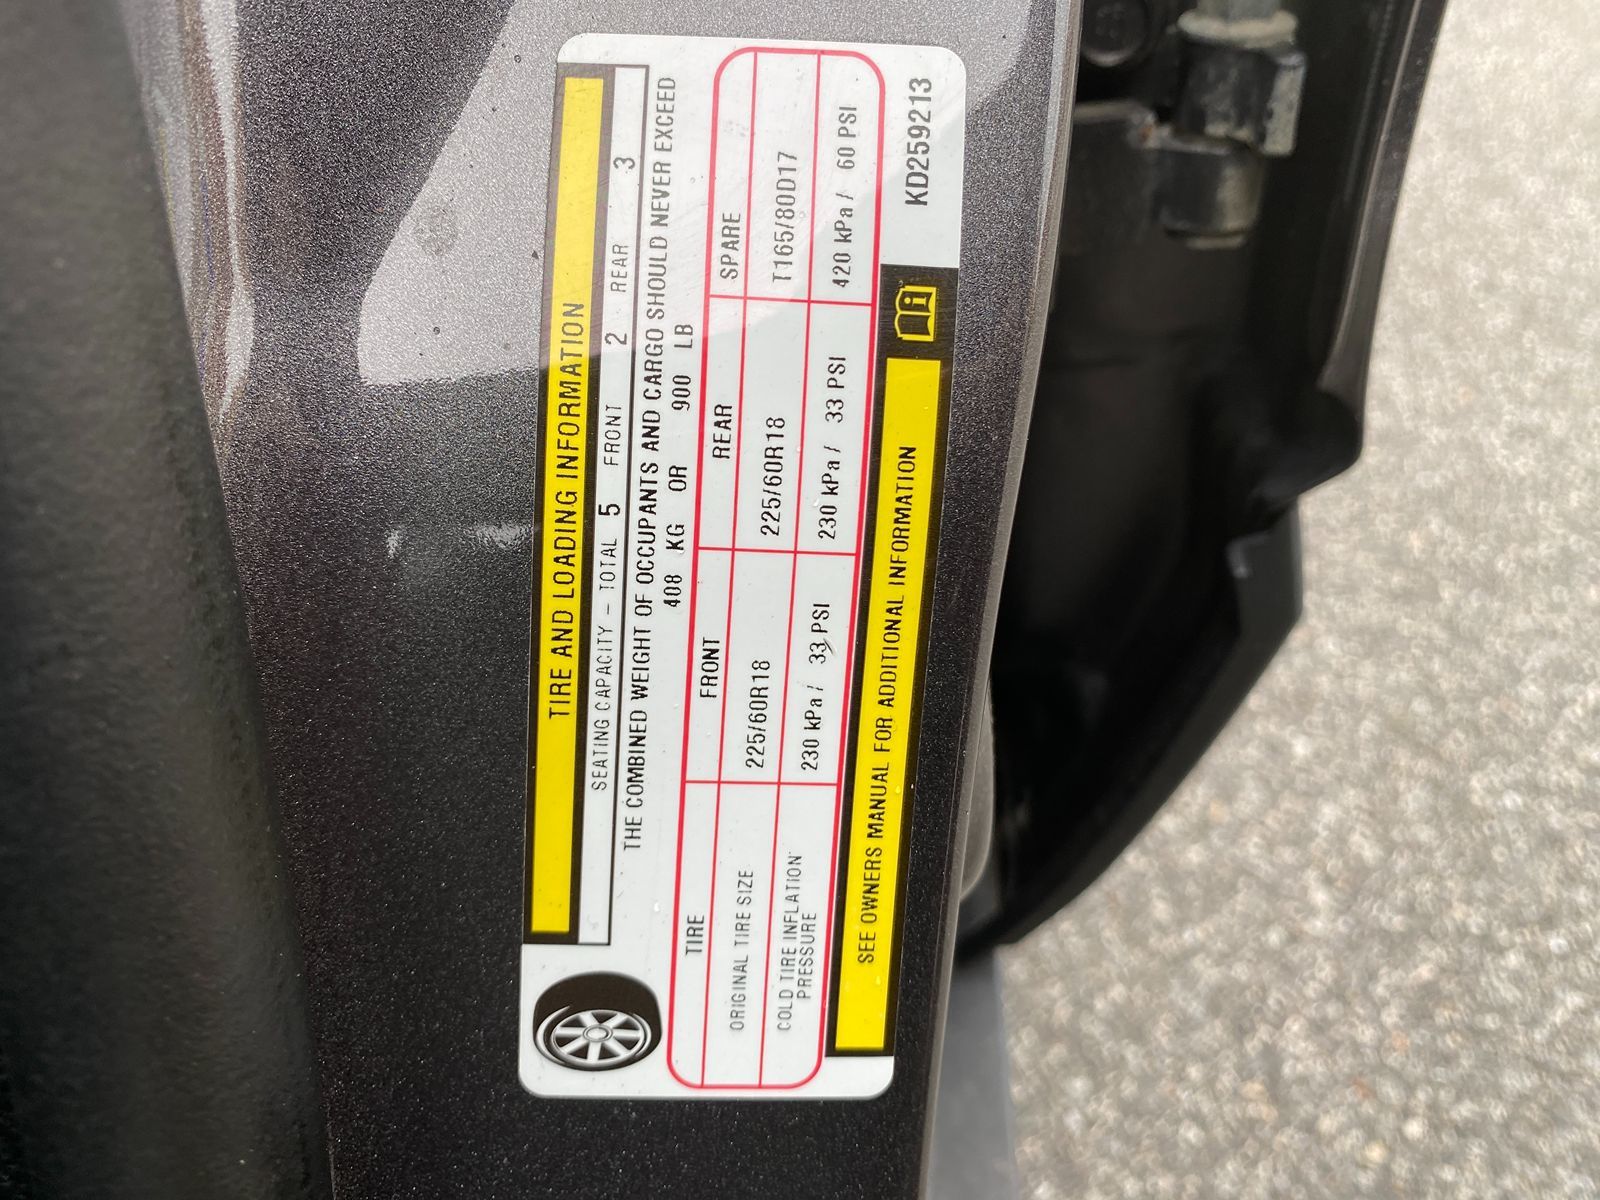 TIRE AND LOADING INFORMATION
SEATING CAPACITY - TOTAL 5 FRONT 2 REAR 3
THE COMBINED WEIGHT OF OCCUPANTS AND CARGO SHOULD NEVER EXCEED
408 KG OR 900 LB
TIRE FRONT REAR SPARE
ORIGINAL TIRE SIZE 225/60R18 225/60R18 T165/80D17
COLD TIRE INFLATION
PRESSURE 230 kPa / 33 PSI 230 kPa / 33 PSI 420 kPa / 60 PSI
SEE OWNERS MANUAL FOR ADDITIONAL INFORMATION
KD259213